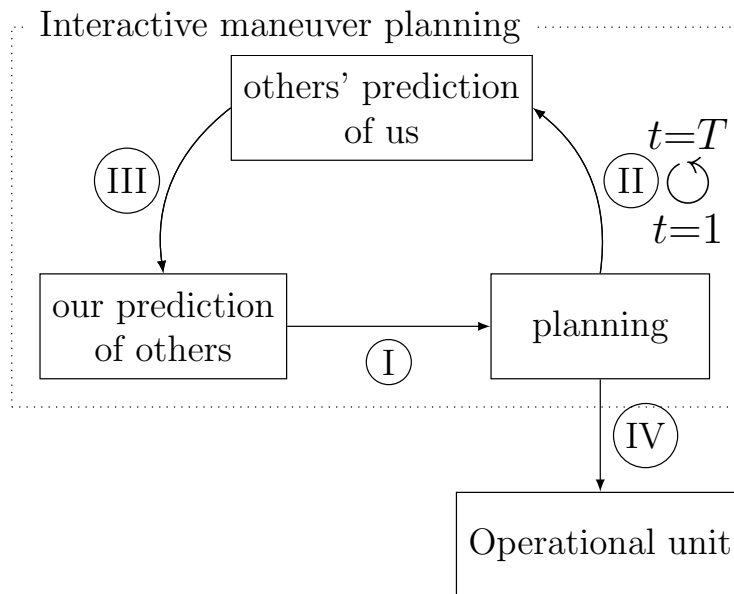 Interactive maneuver planning
others’ prediction
of us
t=T
III
II
t=1
our prediction
of others
planning
I
IV
Operational unit